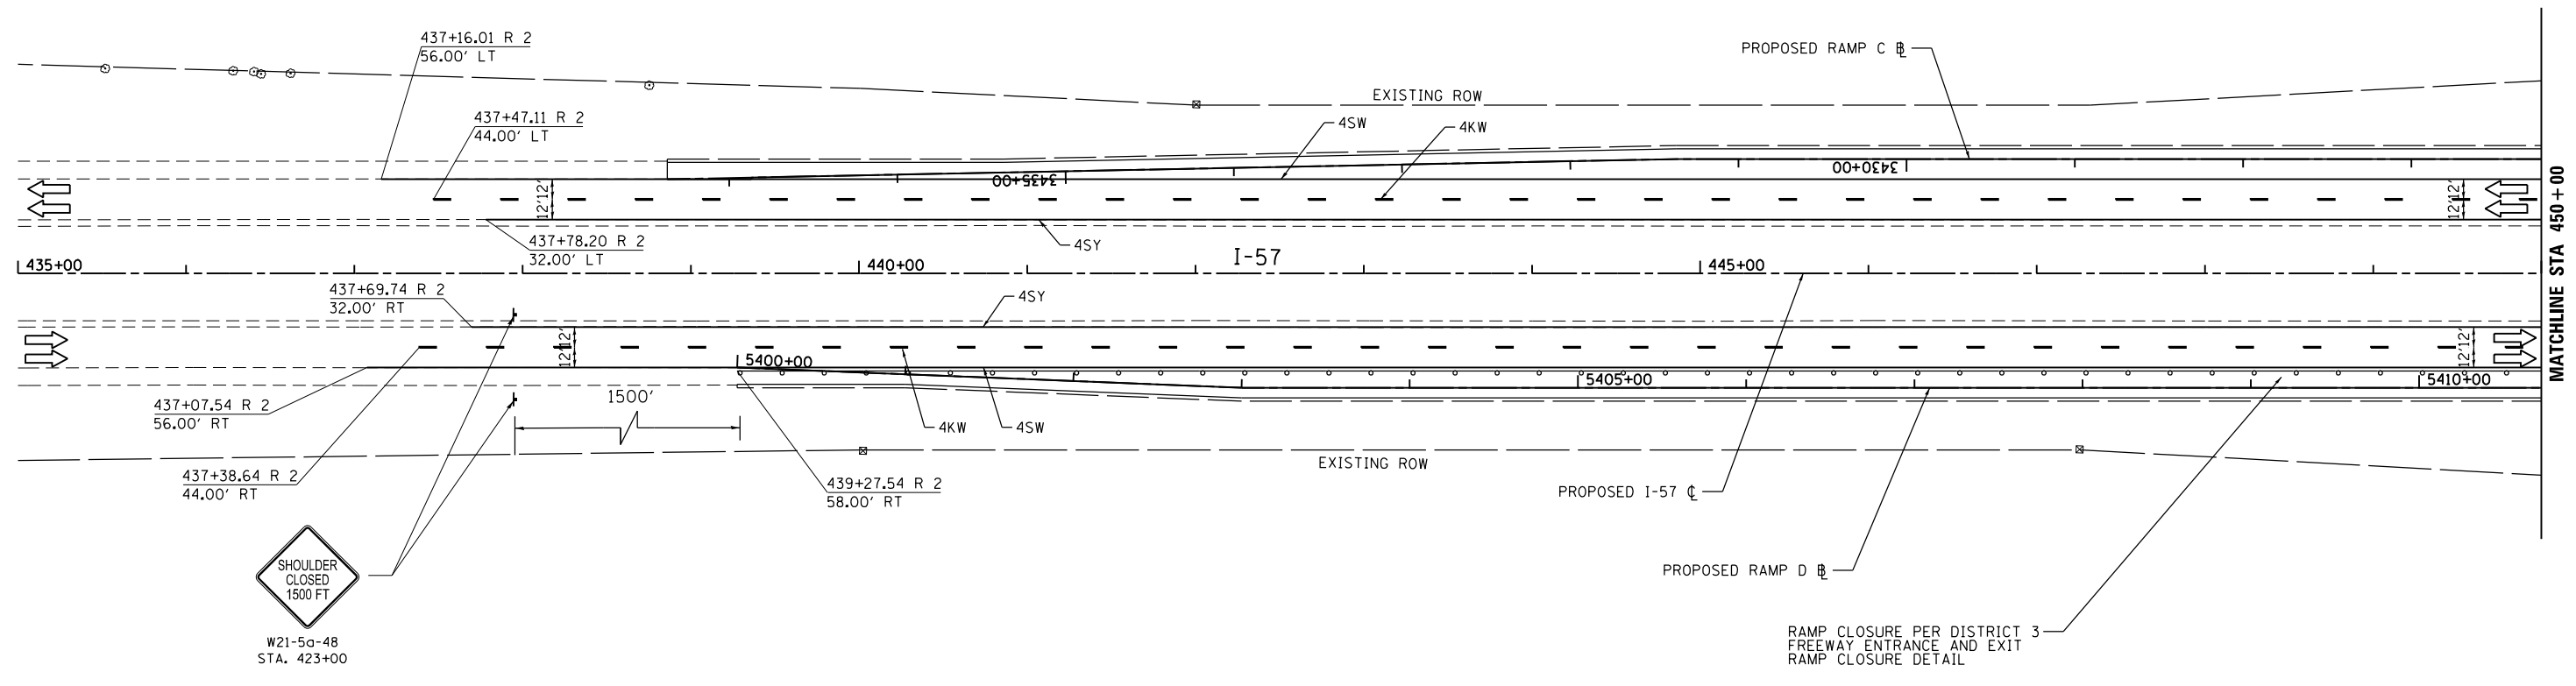 437+16.01 R 2
56.00' LT
PROPOSED RAMP C ⅊
EXISTING ROW
437+47.11 R 2
44.00' LT
4SW
4KW
3435+00
3430+00
12'12'
12'12'
437+78.20 R 2
32.00' LT
4SY
I-57
435+00
440+00
445+00
MATCHLINE STA 450+00
437+69.74 R 2
32.00' RT
4SY
12'12'
12'12'
5400+00
5405+00
5410+00
437+07.54 R 2
56.00' RT
1500'
4KW
4SW
437+38.64 R 2
44.00' RT
439+27.54 R 2
58.00' RT
EXISTING ROW
PROPOSED I-57 ℄
PROPOSED RAMP D ⅊
SHOULDER
CLOSED
1500 FT
W21-5a-48
STA. 423+00
RAMP CLOSURE PER DISTRICT 3
FREEWAY ENTRANCE AND EXIT
RAMP CLOSURE DETAIL